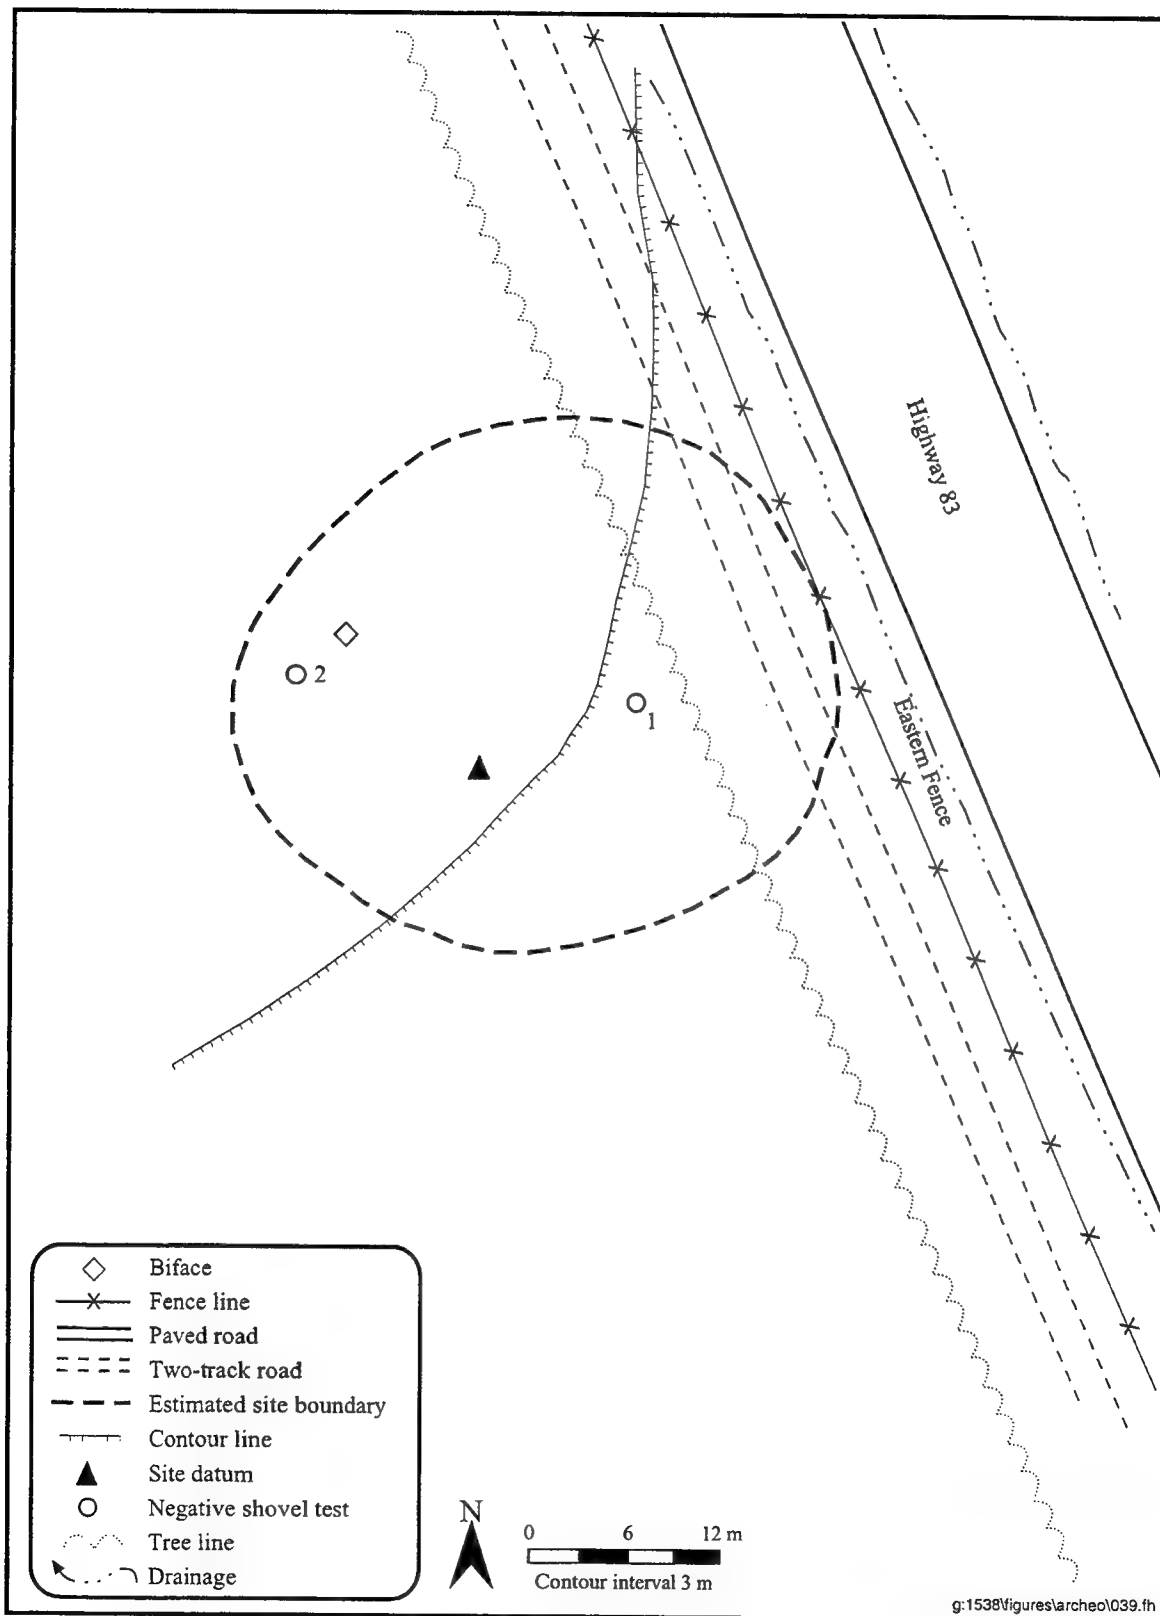 Highway 83
2
1
Eastern Fence
Biface
Fence line
Paved road
Two-track road
Estimated site boundary
Contour line
Site datum
Negative shovel test
Tree line
Drainage
N
0 6 12 m
Contour interval 3 m
g:1538\figures\archeo\039.fh